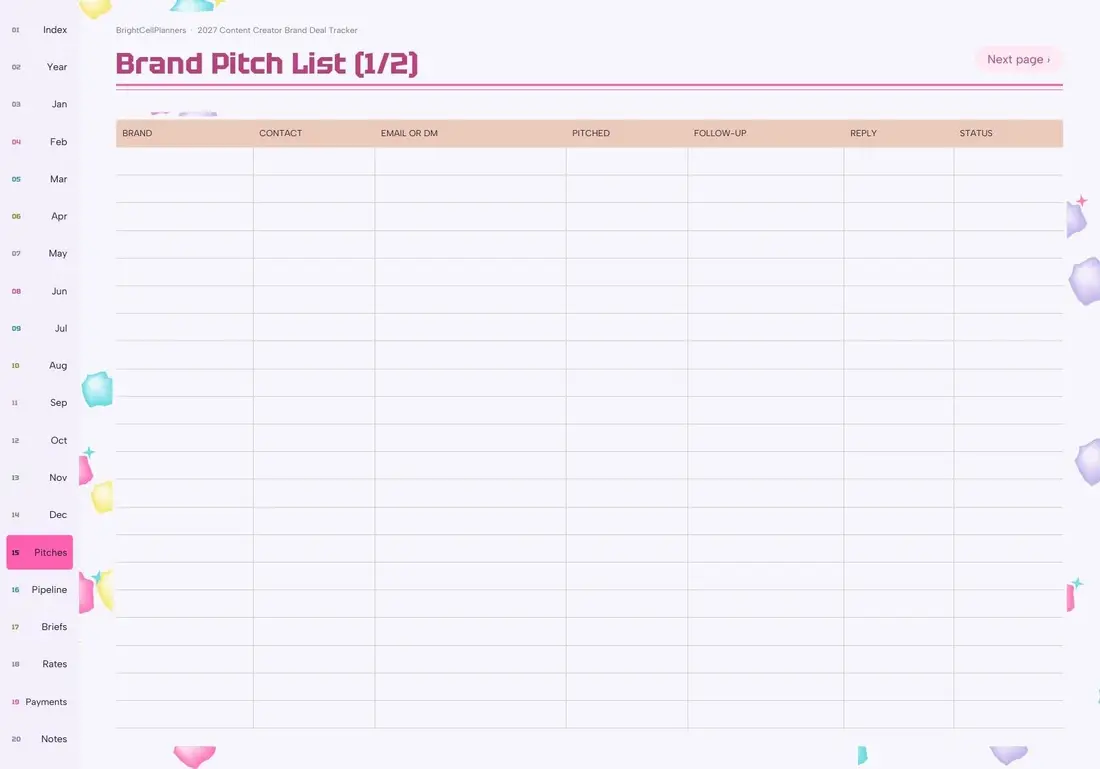 01 Index
02 Year
03 Jan
04 Feb
05 Mar
06 Apr
07 May
08 Jun
09 Jul
10 Aug
11 Sep
12 Oct
13 Nov
14 Dec
15 Pitches
16 Pipeline
17 Briefs
18 Rates
19 Payments
20 Notes
BrightCellPlanners · 2027 Content Creator Brand Deal Tracker
Brand Pitch List (1/2)
Next page ›
BRAND CONTACT EMAIL OR DM PITCHED FOLLOW-UP REPLY STATUS